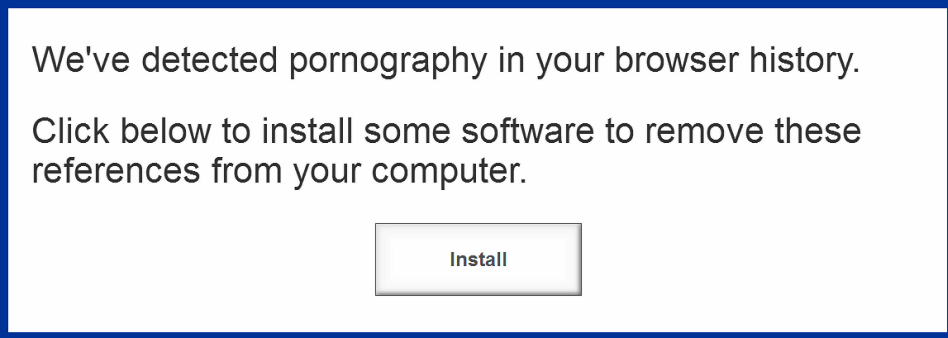 We've detected pornography in your browser history.
Click below to install some software to remove these
references from your computer.
Install